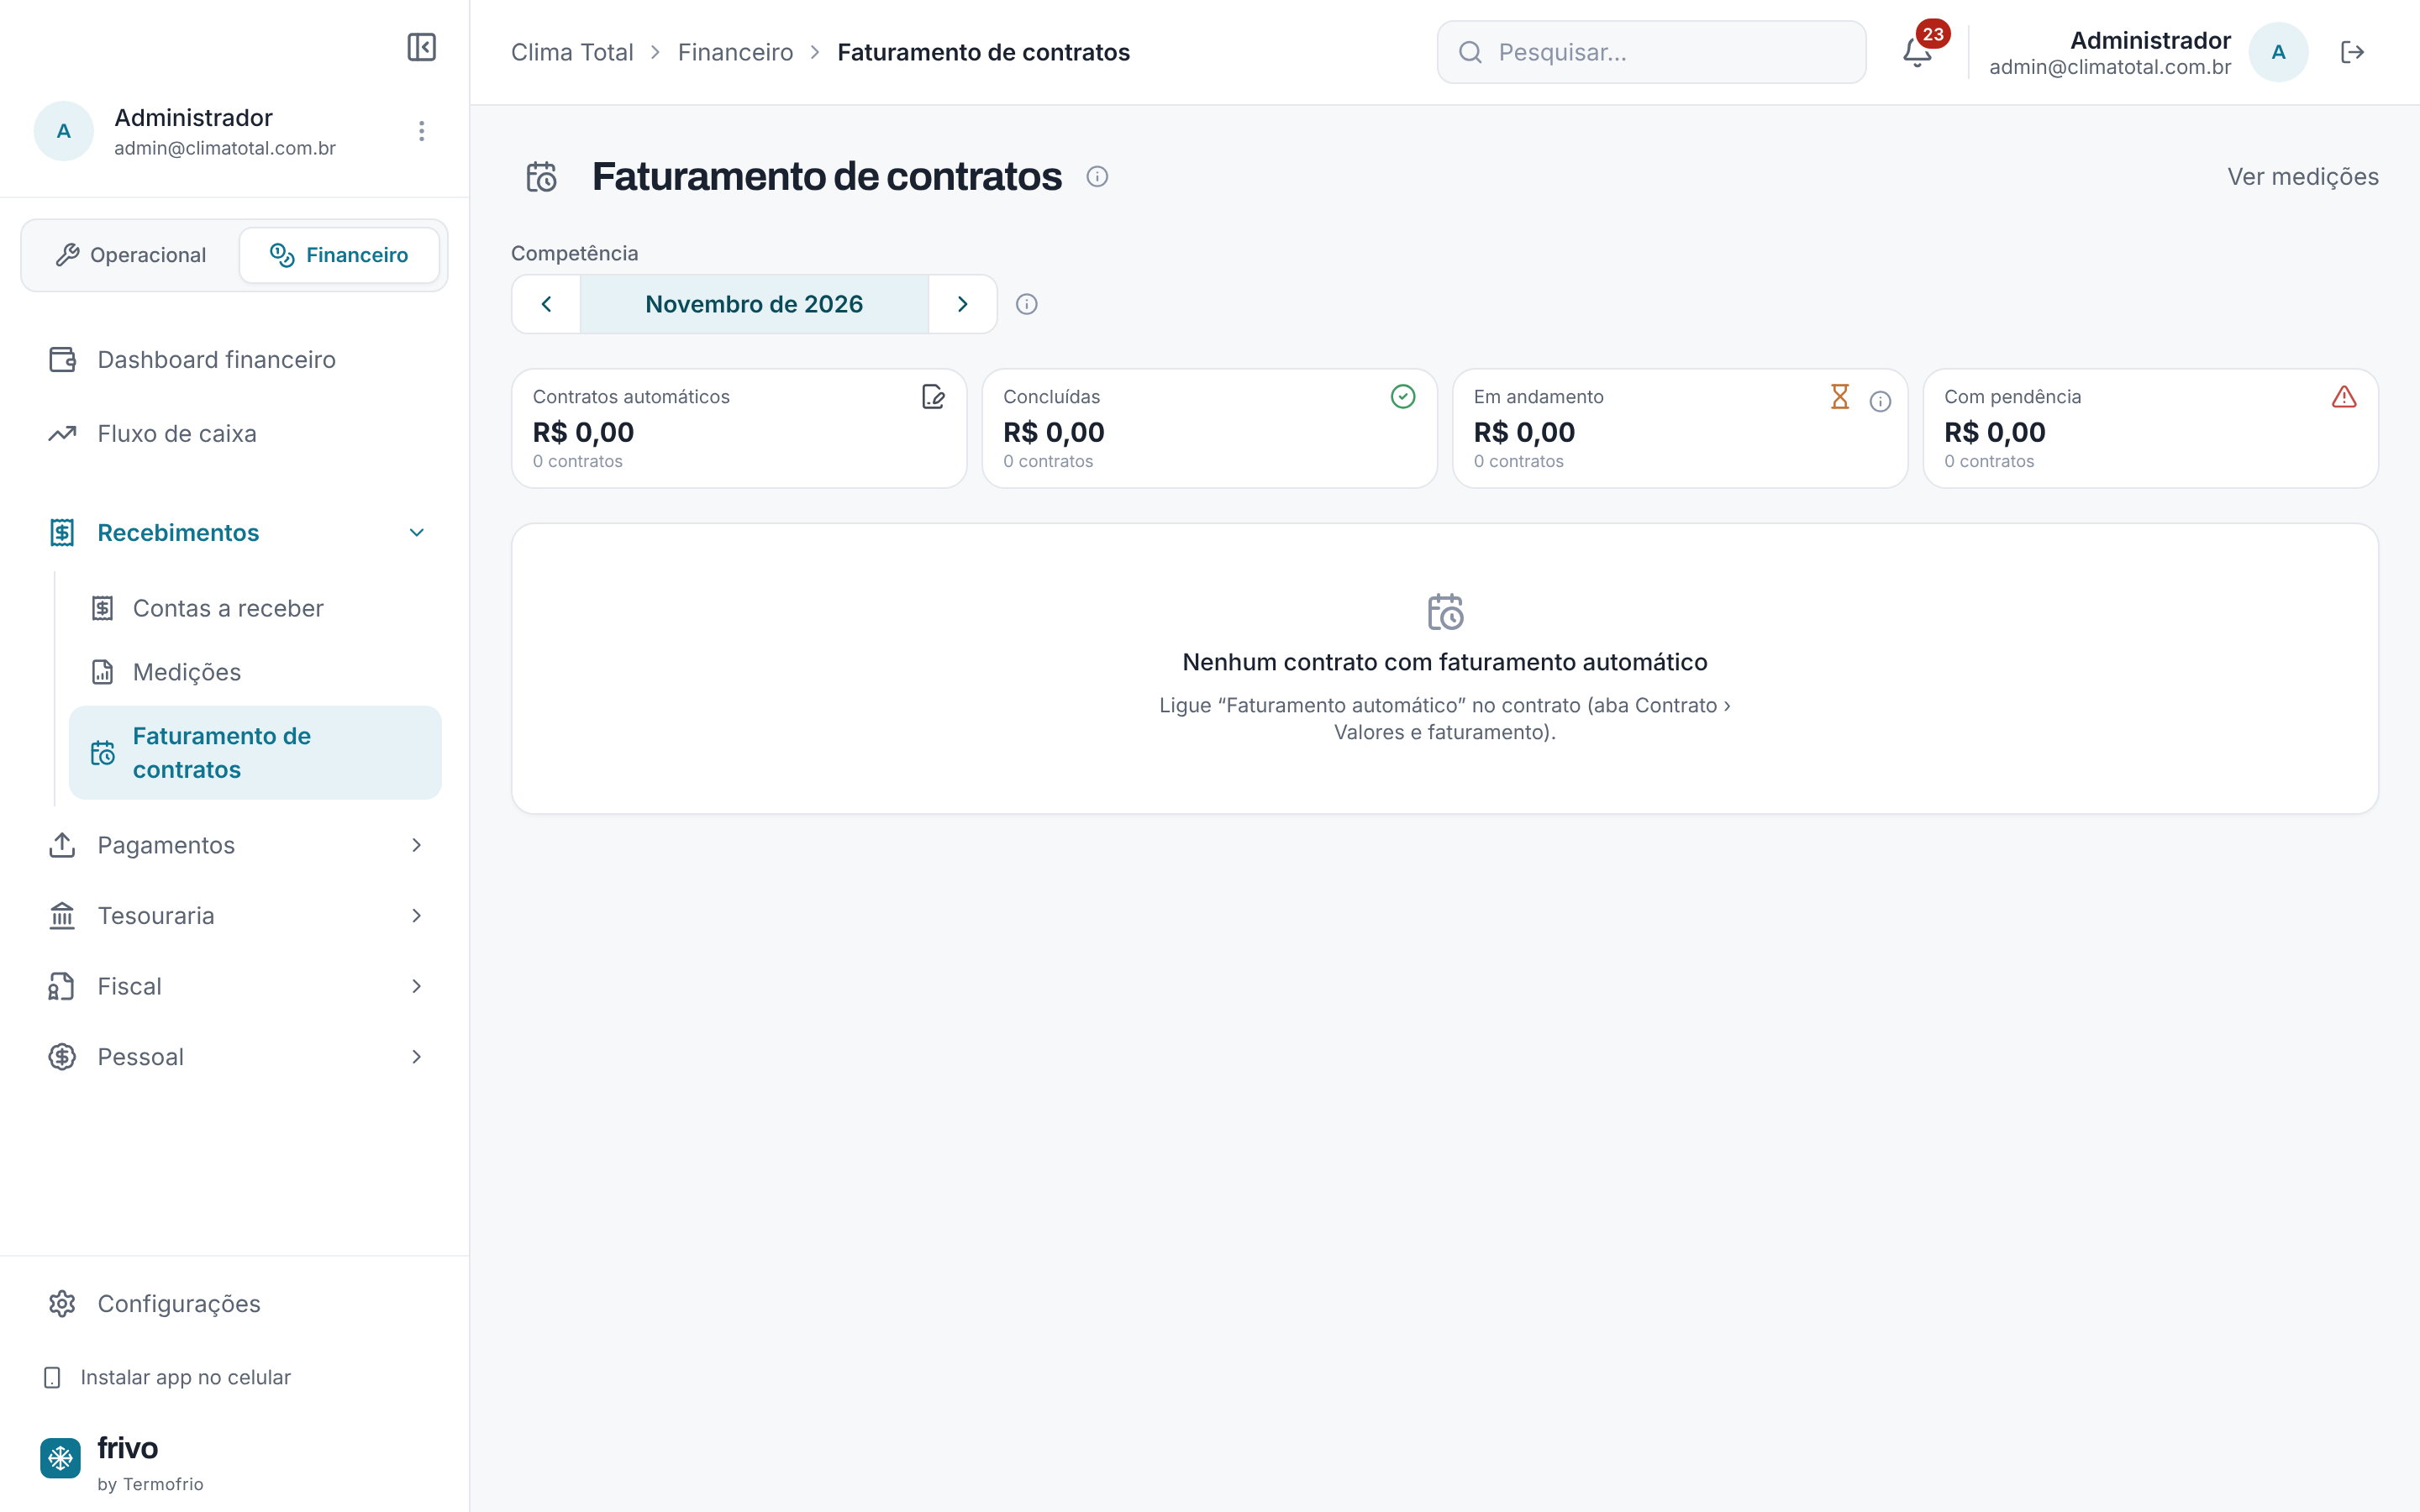 A
Administrador
admin@climatotal.com.br
Operacional
Financeiro
Dashboard financeiro
Fluxo de caixa
Recebimentos
Contas a receber
Medições
Faturamento de
contratos
Pagamentos
Tesouraria
Fiscal
Pessoal
Configurações
Instalar app no celular
frivo
by Termofrio
Clima Total > Financeiro > Faturamento de contratos
Pesquisar...
23
Administrador
admin@climatotal.com.br
A
Faturamento de contratos
Ver medições
Competência
Novembro de 2026
Contratos automáticos
R$ 0,00
0 contratos
Concluídas
R$ 0,00
0 contratos
Em andamento
R$ 0,00
0 contratos
Com pendência
R$ 0,00
0 contratos
Nenhum contrato com faturamento automático
Ligue “Faturamento automático” no contrato (aba Contrato ›
Valores e faturamento).